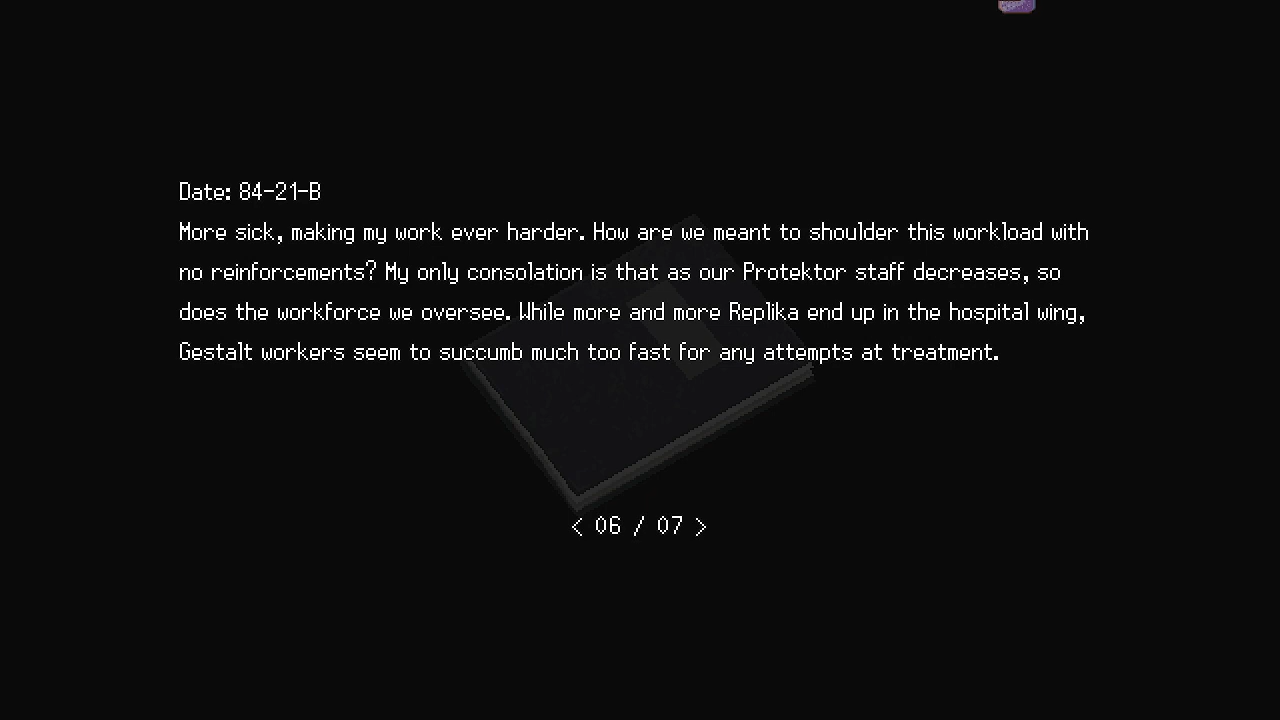 Date: 84-21-B
More sick, making my work ever harder. How are we meant to shoulder this workload with
no reinforcements? My only consolation is that as our Protektor staff decreases, so
does the workforce we oversee. While more and more Replika end up in the hospital wing,
Gestalt workers seem to succumb much too fast for any attempts at treatment.
< 06 / 07 >